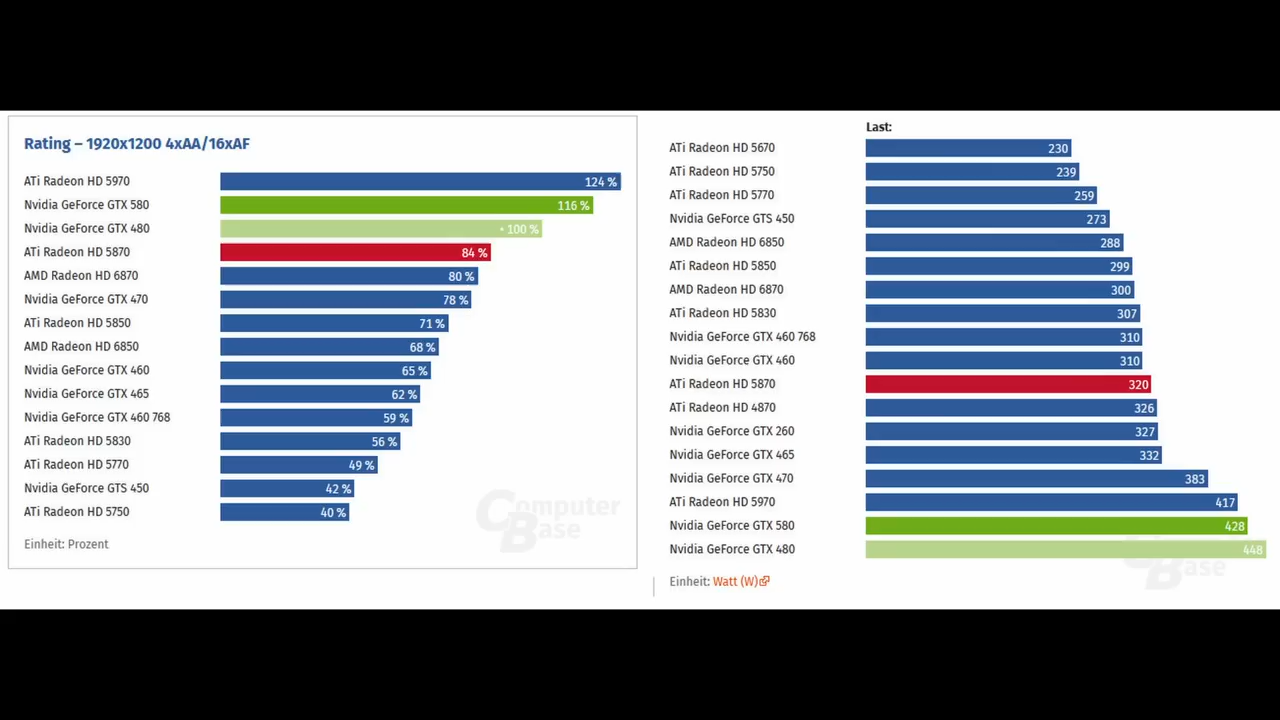 Rating – 1920x1200 4xAA/16xAF
ATi Radeon HD 5970 124 %
Nvidia GeForce GTX 580 116 %
Nvidia GeForce GTX 480 • 100 %
ATi Radeon HD 5870 84 %
AMD Radeon HD 6870 80 %
Nvidia GeForce GTX 470 78 %
ATi Radeon HD 5850 71 %
AMD Radeon HD 6850 68 %
Nvidia GeForce GTX 460 65 %
Nvidia GeForce GTX 465 62 %
Nvidia GeForce GTX 460 768 59 %
ATi Radeon HD 5830 56 %
ATi Radeon HD 5770 49 %
Nvidia GeForce GTS 450 42 %
ATi Radeon HD 5750 40 %
Computer
Base
Einheit: Prozent
Last:
ATi Radeon HD 5670 230
ATi Radeon HD 5750 239
ATi Radeon HD 5770 259
Nvidia GeForce GTS 450 273
AMD Radeon HD 6850 288
ATi Radeon HD 5850 299
AMD Radeon HD 6870 300
ATi Radeon HD 5830 307
Nvidia GeForce GTX 460 768 310
Nvidia GeForce GTX 460 310
ATi Radeon HD 5870 320
ATi Radeon HD 4870 326
Nvidia GeForce GTX 260 327
Nvidia GeForce GTX 465 332
Nvidia GeForce GTX 470 383
ATi Radeon HD 5970 417
Nvidia GeForce GTX 580 428
Nvidia GeForce GTX 480 448
Base
Einheit: Watt (W)